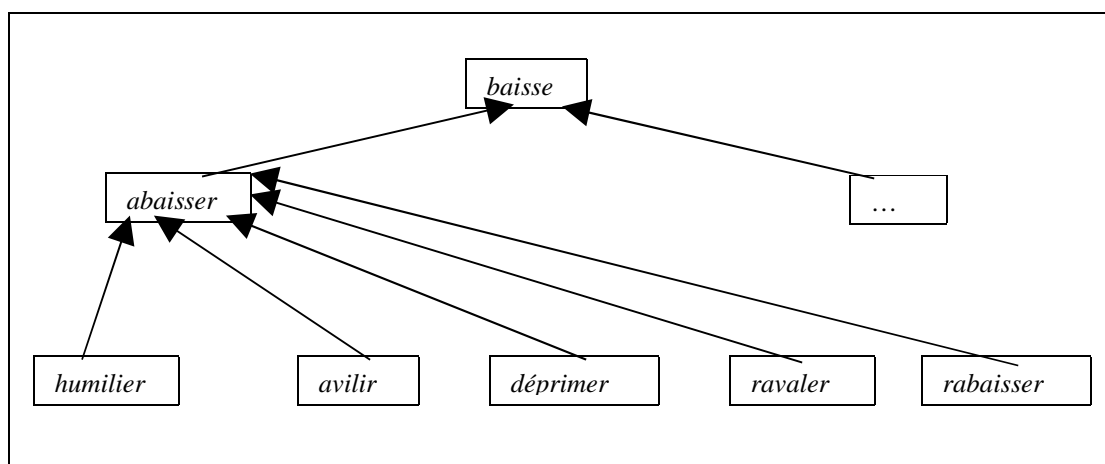 baisse
abaisser
…
humilier
avilir
déprimer
ravaler
rabaisser